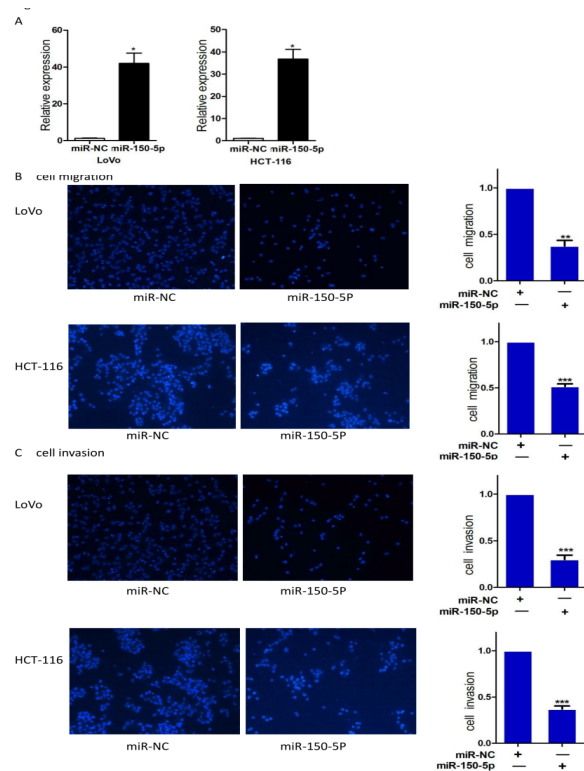 A
Relative expression
60
40
20
0
*
miR-NC miR-150-5p
LoVo
Relative expression
50
40
30
20
10
0
*
miR-NC miR-150-5p
HCT-116
B cell migration
LoVo
miR-NC
miR-150-5P
cell migration
1.0
0.5
0.0
**
miR-NC + —
miR-150-5p — +
HCT-116
miR-NC
miR-150-5P
cell migration
1.0
0.5
0.0
***
miR-NC + —
miR-150-5p — +
C cell invasion
LoVo
miR-NC
miR-150-5P
cell invasion
1.0
0.5
0.0
***
miR-NC + —
miR-150-5p — +
HCT-116
miR-NC
miR-150-5P
cell invasion
1.0
0.5
0.0
***
miR-NC + —
miR-150-5p — +